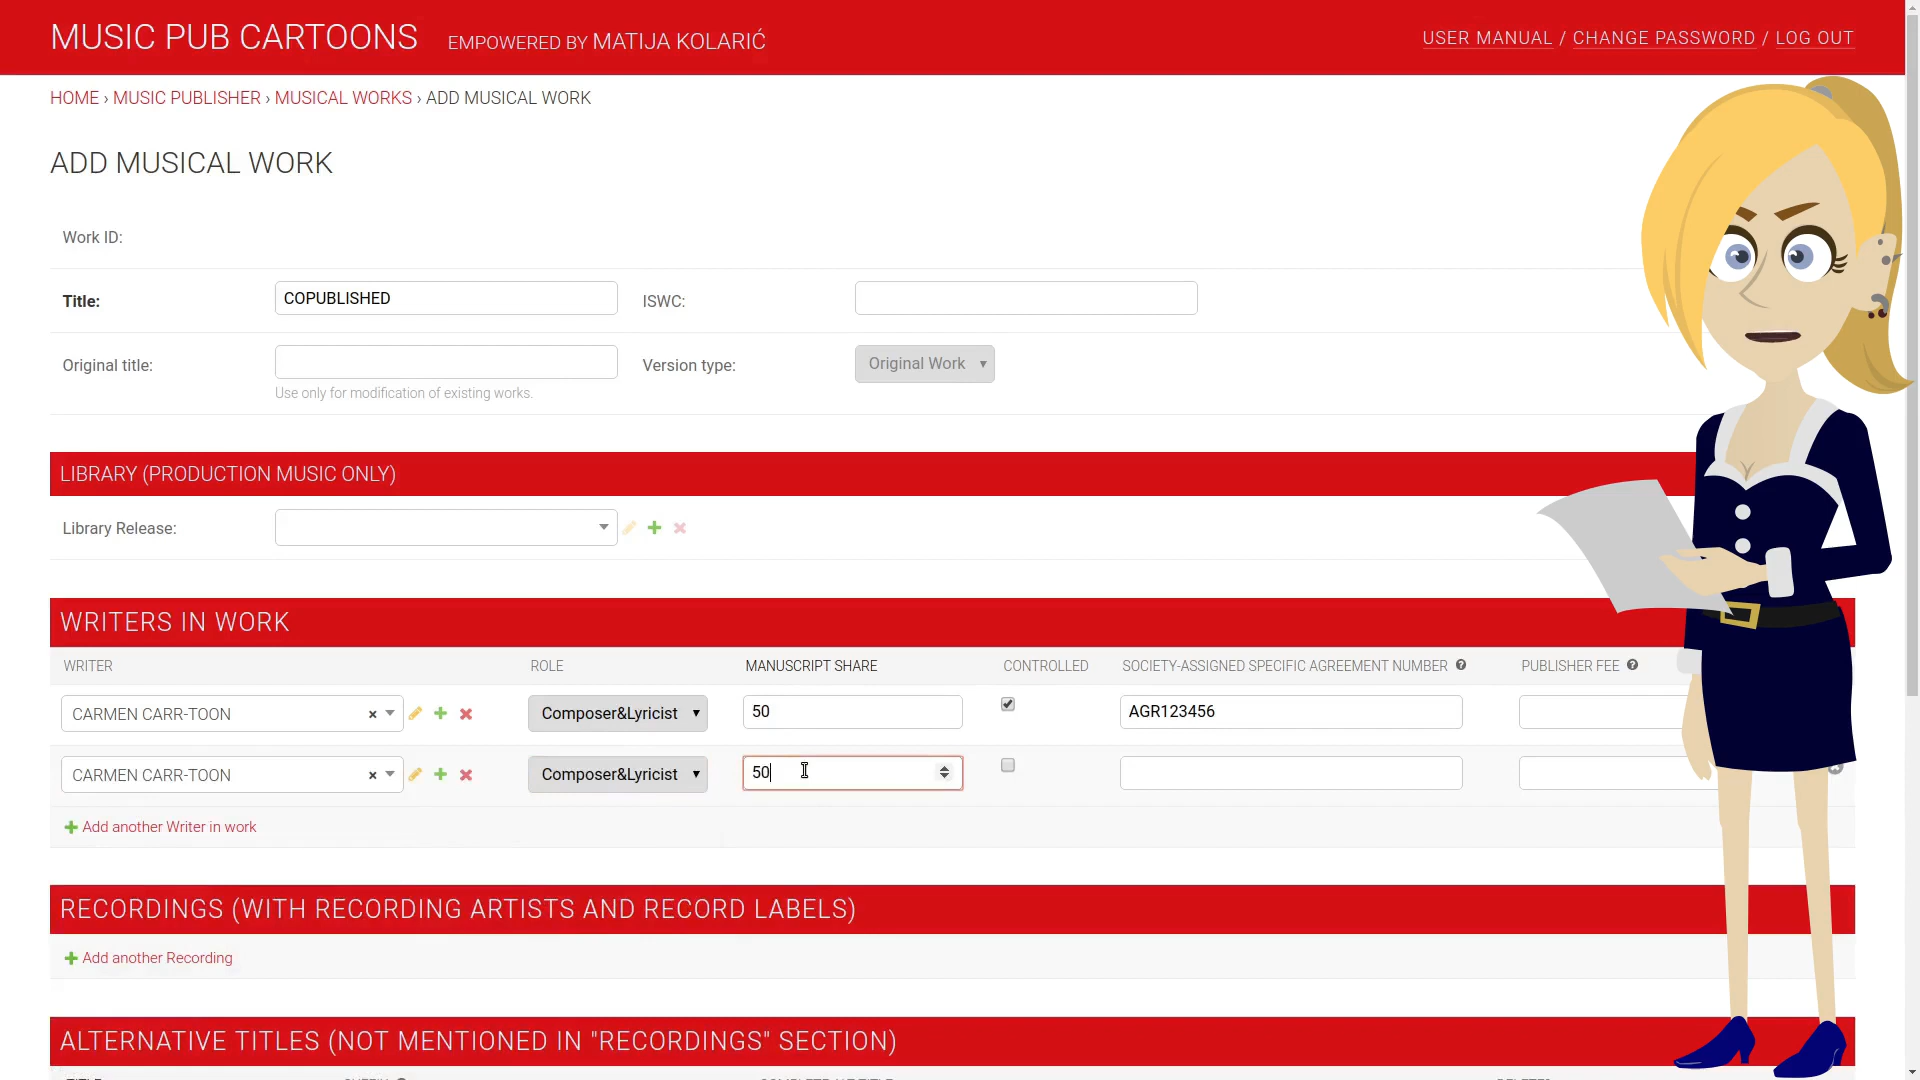 MUSIC PUB CARTOONS EMPOWERED BY MATIJA KOLARIĆ USER MANUAL / CHANGE PASSWORD / LOG OUT
HOME › MUSIC PUBLISHER › MUSICAL WORKS › ADD MUSICAL WORK
ADD MUSICAL WORK
Work ID:
Title: COPUBLISHED ISWC:
Original title: Version type: Original Work
Use only for modification of existing works.
LIBRARY (PRODUCTION MUSIC ONLY)
Library Release:
WRITERS IN WORK
WRITER ROLE MANUSCRIPT SHARE CONTROLLED SOCIETY-ASSIGNED SPECIFIC AGREEMENT NUMBER PUBLISHER FEE
CARMEN CARR-TOON Composer&Lyricist 50 AGR123456
CARMEN CARR-TOON Composer&Lyricist 50
Add another Writer in work
RECORDINGS (WITH RECORDING ARTISTS AND RECORD LABELS)
Add another Recording
ALTERNATIVE TITLES (NOT MENTIONED IN "RECORDINGS" SECTION)